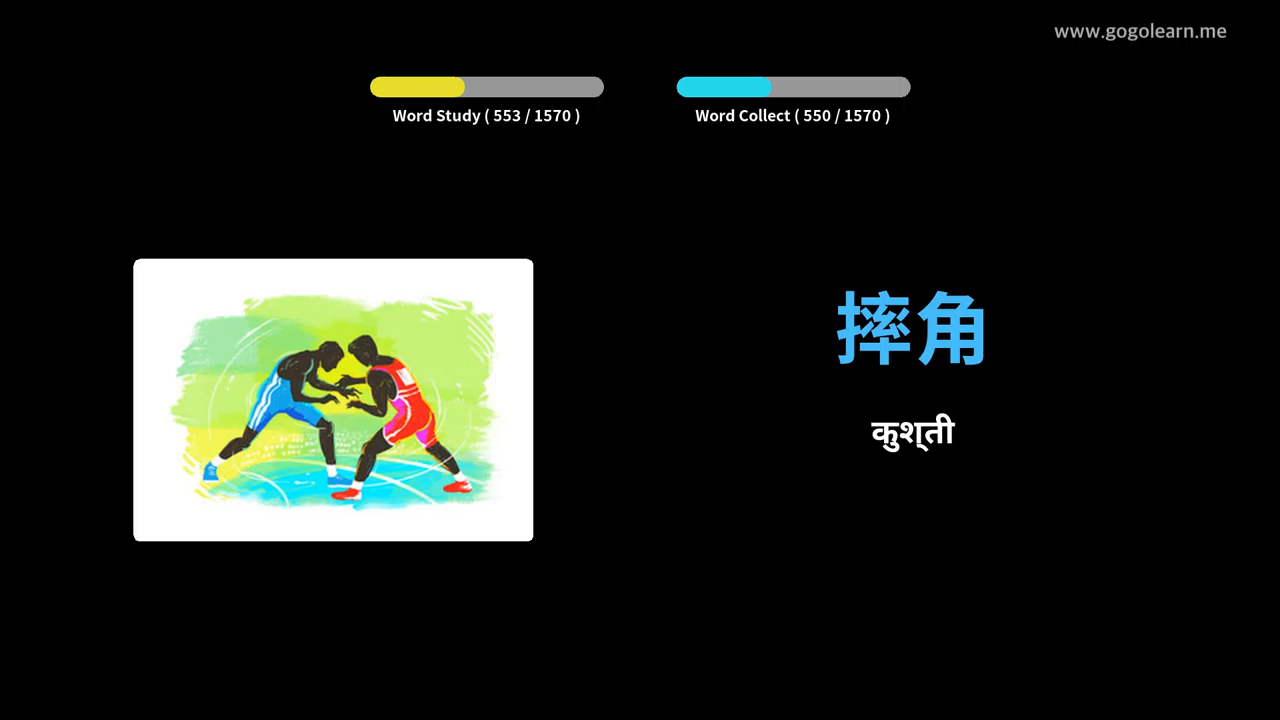 www.gogolearn.me
Word Study ( 553 / 1570 )
Word Collect ( 550 / 1570 )
摔角
कुश्ती